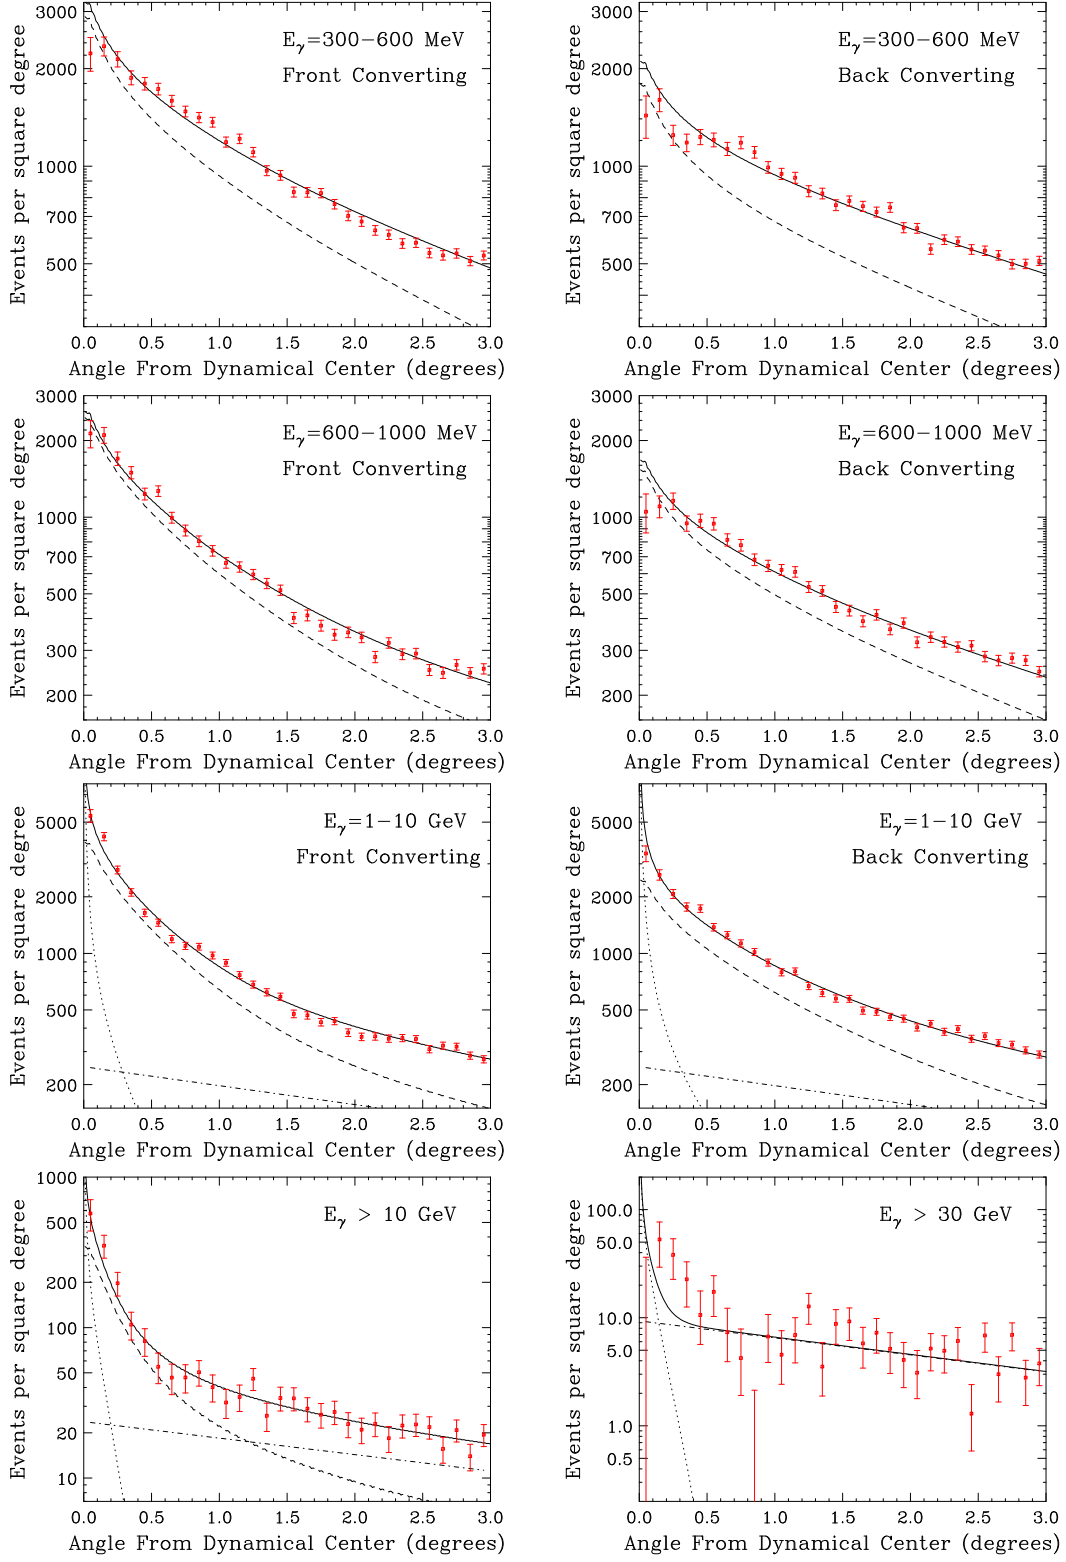 3000
2000
1000
700
500
Events per square degree
E_γ=300−600 MeV
Front Converting
0.0 0.5 1.0 1.5 2.0 2.5 3.0
Angle From Dynamical Center (degrees)
3000
2000
1000
700
500
Events per square degree
E_γ=300−600 MeV
Back Converting
0.0 0.5 1.0 1.5 2.0 2.5 3.0
Angle From Dynamical Center (degrees)
3000
2000
1000
700
500
300
200
Events per square degree
E_γ=600−1000 MeV
Front Converting
0.0 0.5 1.0 1.5 2.0 2.5 3.0
Angle From Dynamical Center (degrees)
3000
2000
1000
700
500
300
200
Events per square degree
E_γ=600−1000 MeV
Back Converting
0.0 0.5 1.0 1.5 2.0 2.5 3.0
Angle From Dynamical Center (degrees)
5000
2000
1000
500
200
Events per square degree
E_γ=1−10 GeV
Front Converting
0.0 0.5 1.0 1.5 2.0 2.5 3.0
Angle From Dynamical Center (degrees)
5000
2000
1000
500
200
Events per square degree
E_γ=1−10 GeV
Back Converting
0.0 0.5 1.0 1.5 2.0 2.5 3.0
Angle From Dynamical Center (degrees)
1000
500
200
100
50
20
10
Events per square degree
E_γ > 10 GeV
0.0 0.5 1.0 1.5 2.0 2.5 3.0
Angle From Dynamical Center (degrees)
100.0
50.0
10.0
5.0
1.0
0.5
Events per square degree
E_γ > 30 GeV
0.0 0.5 1.0 1.5 2.0 2.5 3.0
Angle From Dynamical Center (degrees)